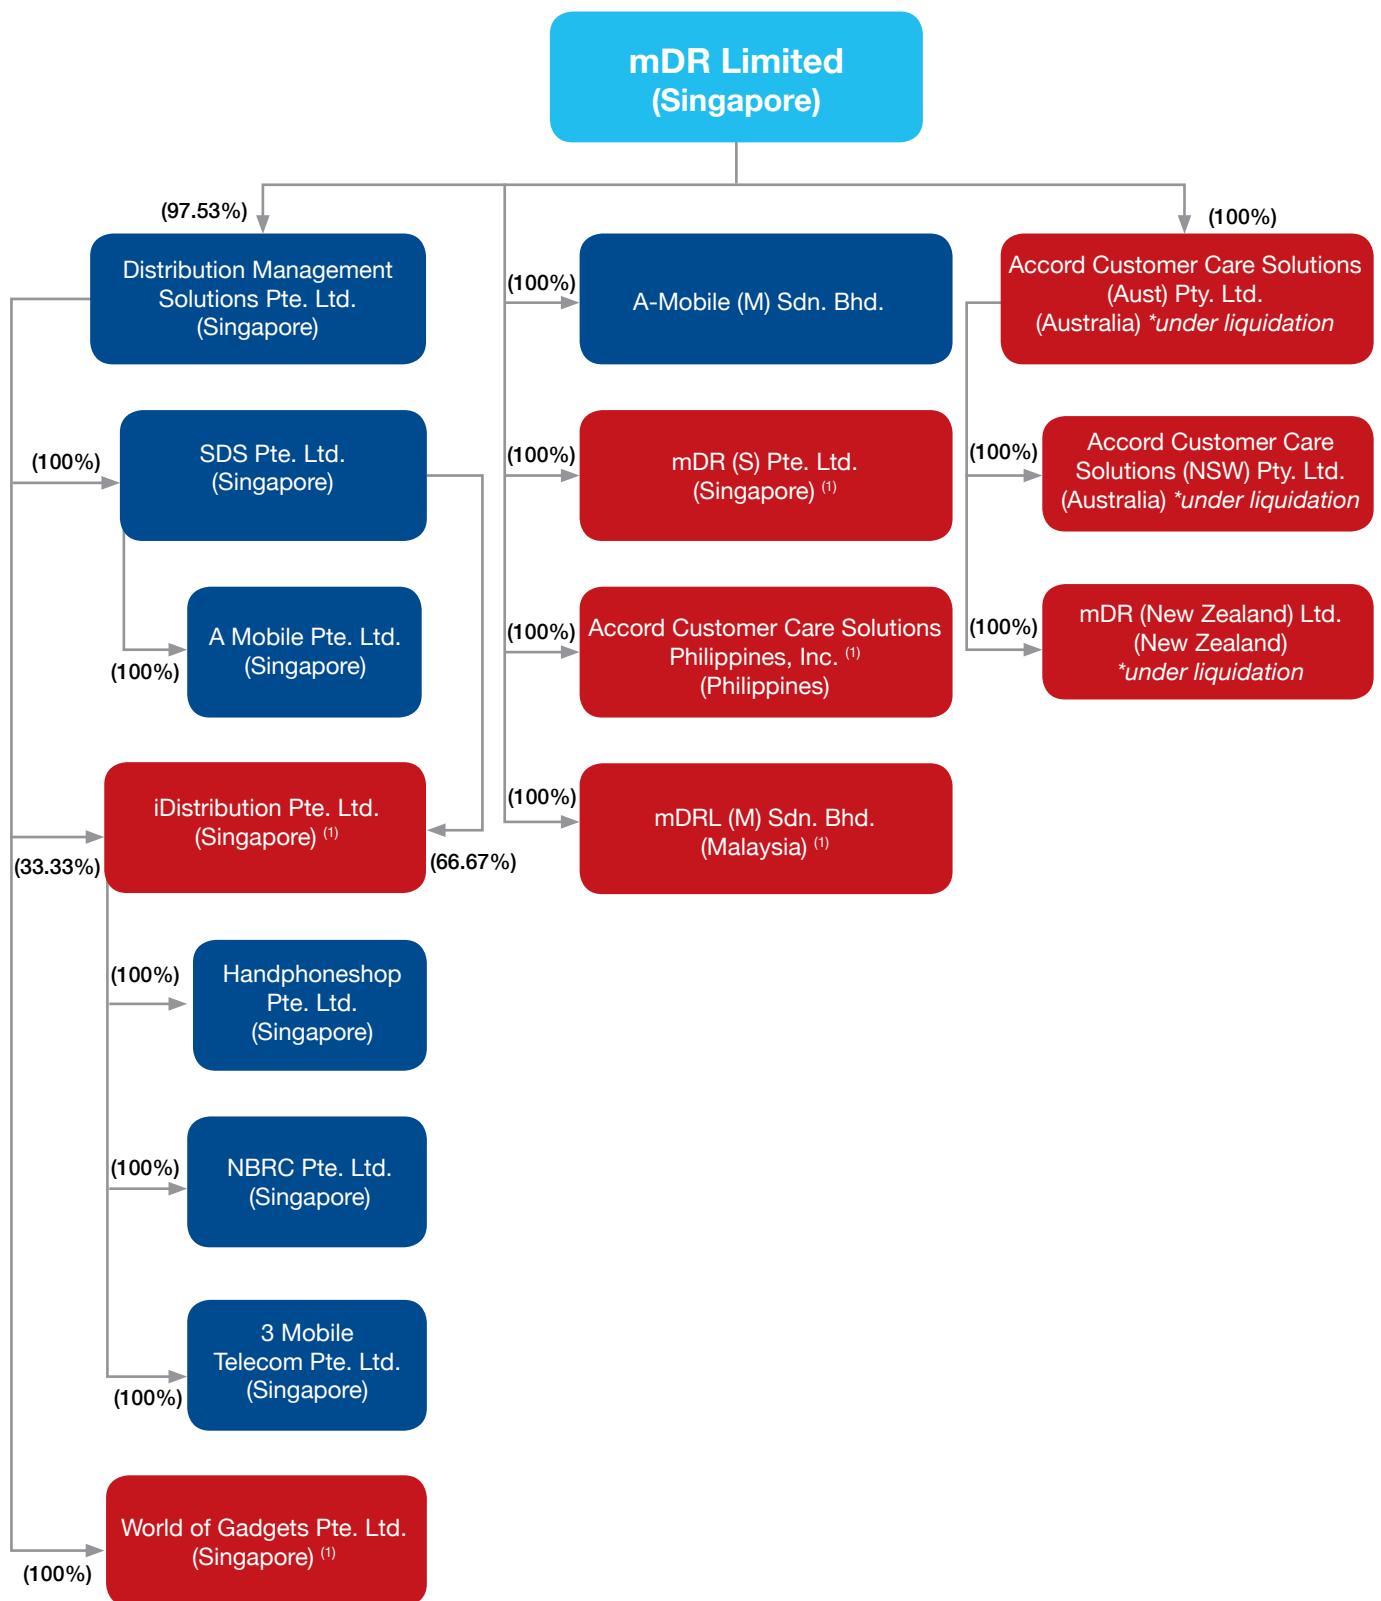 mDR Limited
(Singapore)
(97.53%)
Distribution Management
Solutions Pte. Ltd.
(Singapore)
(100%)
SDS Pte. Ltd.
(Singapore)
(100%)
A Mobile Pte. Ltd.
(Singapore)
(33.33%)
iDistribution Pte. Ltd.
(Singapore) (1)
(66.67%)
(100%)
Handphoneshop
Pte. Ltd.
(Singapore)
(100%)
NBRC Pte. Ltd.
(Singapore)
(100%)
3 Mobile
Telecom Pte. Ltd.
(Singapore)
(100%)
World of Gadgets Pte. Ltd.
(Singapore) (1)
(100%)
A-Mobile (M) Sdn. Bhd.
(100%)
mDR (S) Pte. Ltd.
(Singapore) (1)
(100%)
Accord Customer Care Solutions
Philippines, Inc. (1)
(Philippines)
(100%)
mDRL (M) Sdn. Bhd.
(Malaysia) (1)
(100%)
Accord Customer Care Solutions
(Aust) Pty. Ltd.
(Australia) *under liquidation
(100%)
Accord Customer Care
Solutions (NSW) Pty. Ltd.
(Australia) *under liquidation
(100%)
mDR (New Zealand) Ltd.
(New Zealand)
*under liquidation